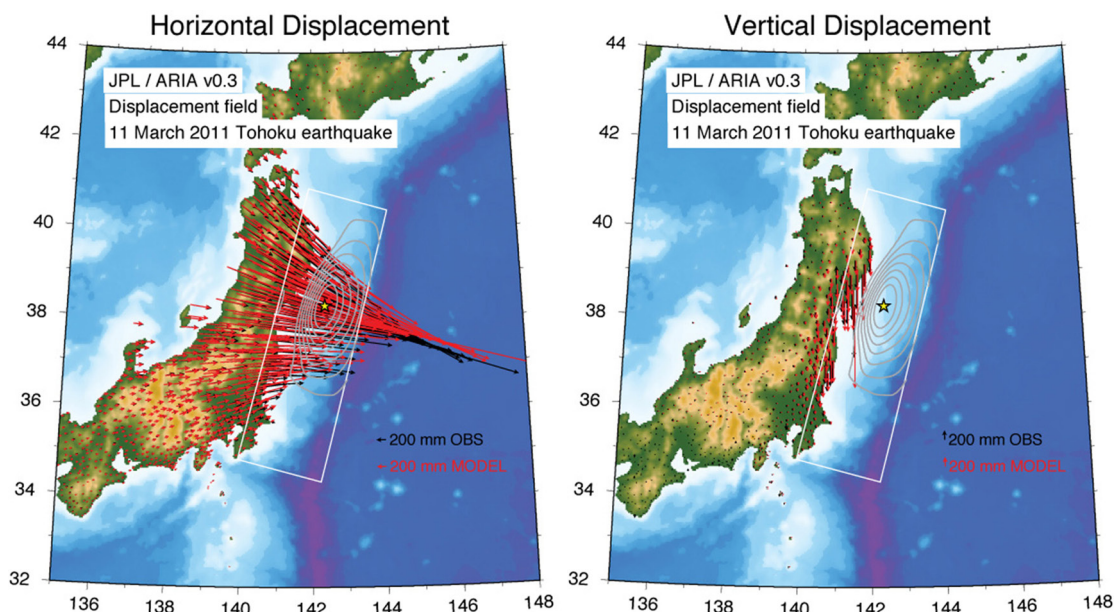 Horizontal Displacement
44
42
40
38
36
34
32
136
138
140
142
144
146
148
JPL / ARIA v0.3
Displacement field
11 March 2011 Tohoku earthquake
200 mm OBS
200 mm MODEL
Vertical Displacement
44
42
40
38
36
34
32
136
138
140
142
144
146
148
JPL / ARIA v0.3
Displacement field
11 March 2011 Tohoku earthquake
200 mm OBS
200 mm MODEL